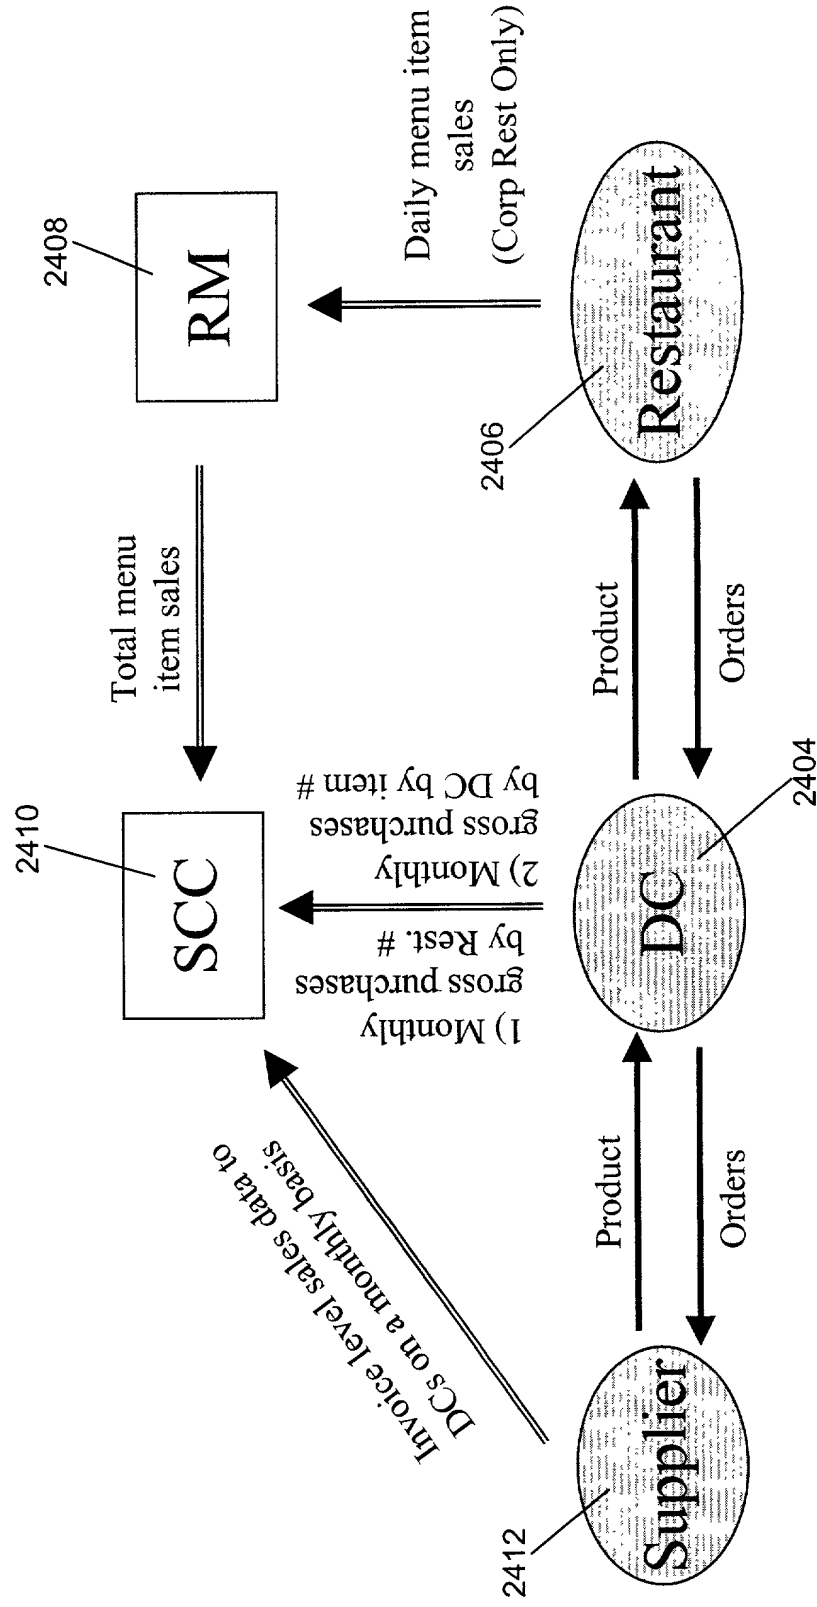 2410
SCC
Total menu
item sales
2408
RM
Invoice level sales data to
DCs on a monthly basis
1) Monthly
gross purchases
by Rest. #
2) Monthly
gross purchases
by DC by item #
Daily menu item
sales
(Corp Rest Only)
2412
Supplier
Product
Orders
DC
2404
Product
Orders
2406
Restaurant